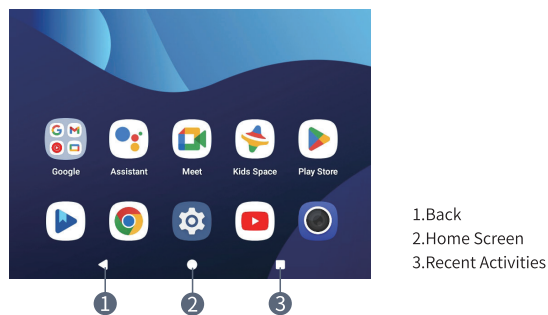 Google Assistant Meet Kids Space Play Store
1 2 3
1.Back
2.Home Screen
3.Recent Activities